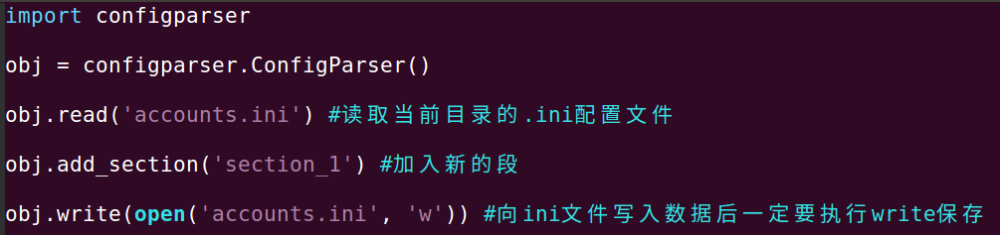 import configparser
obj = configparser.ConfigParser()
obj.read('accounts.ini') #读取当前目录的.ini配置文件
obj.add_section('section_1') #加入新的段
obj.write(open('accounts.ini', 'w')) #向ini文件写入数据后一定要执行write保存